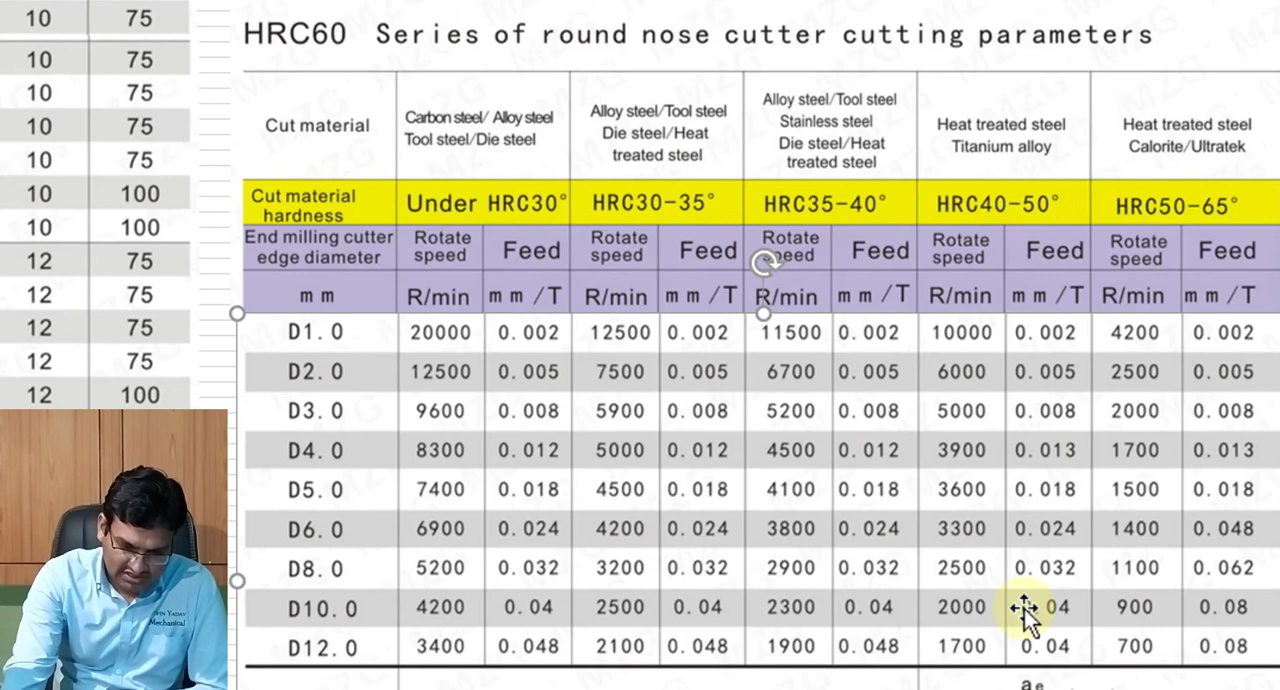 10 75
10 75
10 75
10 75
10 75
10 100
10 100
12 75
12 75
12 75
12 75
12 100
HRC60 Series of round nose cutter cutting parameters
Cut material
Carbon steel/ Alloy steel
Tool steel/Die steel
Alloy steel/Tool steel
Die steel/Heat
treated steel
Alloy steel/Tool steel
Stainless steel
Die steel/Heat
treated steel
Heat treated steel
Titanium alloy
Heat treated steel
Calorite/Ultratek
Cut material
hardness
Under HRC30° HRC30-35° HRC35-40° HRC40-50° HRC50-65°
End milling cutter
edge diameter
Rotate
speed
Feed
Rotate
speed
Feed
Rotate
Feed
Rotate
speed
Feed
Rotate
speed
Feed
mm R/min mm/T R/min mm/T R/min mm/T R/min mm/T R/min mm/T
D1.0 20000 0.002 12500 0.002 11500 0.002 10000 0.002 4200 0.002
D2.0 12500 0.005 7500 0.005 6700 0.005 6000 0.005 2500 0.005
D3.0 9600 0.008 5900 0.008 5200 0.008 5000 0.008 2000 0.008
D4.0 8300 0.012 5000 0.012 4500 0.012 3900 0.013 1700 0.013
D5.0 7400 0.018 4500 0.018 4100 0.018 3600 0.018 1500 0.018
D6.0 6900 0.024 4200 0.024 3800 0.024 3300 0.024 1400 0.048
D8.0 5200 0.032 3200 0.032 2900 0.032 2500 0.032 1100 0.062
D10.0 4200 0.04 2500 0.04 2300 0.04 2000 04 900 0.08
D12.0 3400 0.048 2100 0.048 1900 0.048 1700 0.04 700 0.08
ae
Mechanical